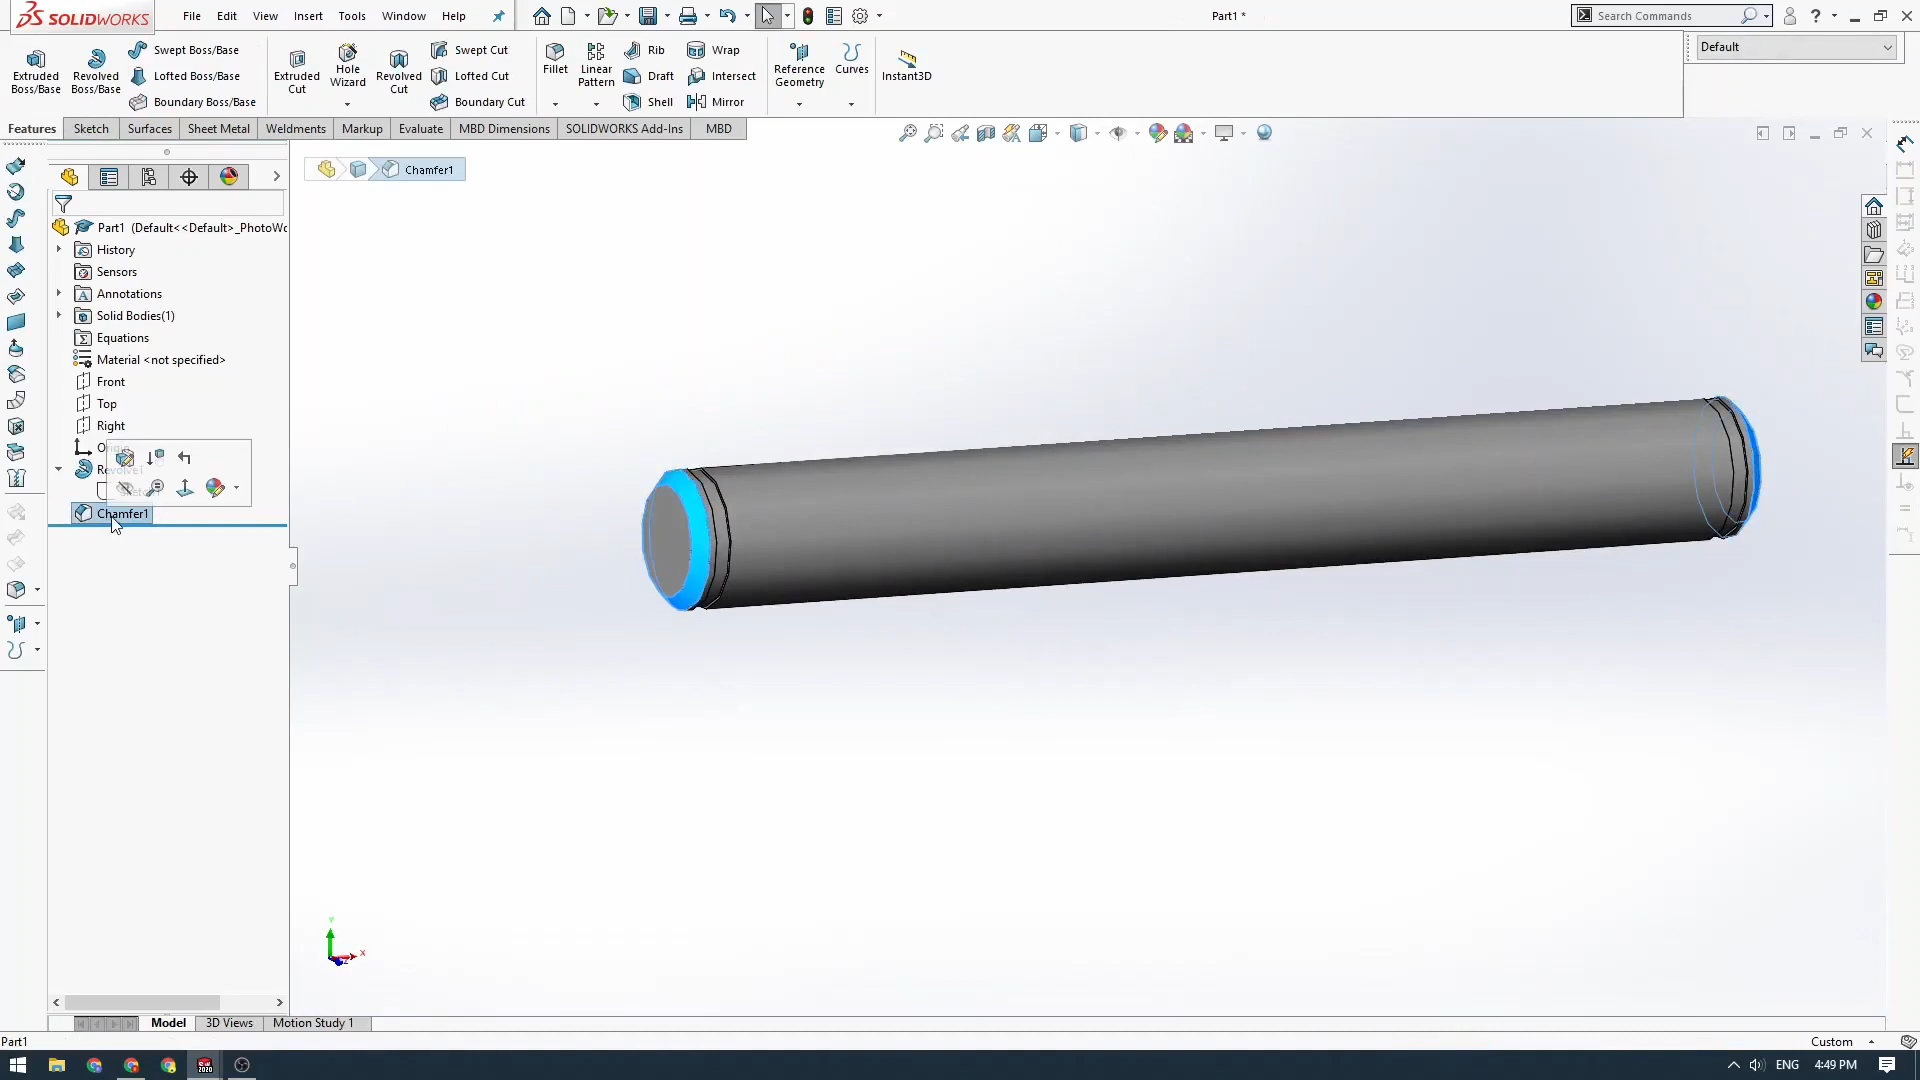 SOLIDWORKS File Edit View Insert Tools Window Help Part1 * Search Commands
Default
Extruded Boss/Base
Revolved Boss/Base
Swept Boss/Base
Lofted Boss/Base
Boundary Boss/Base
Extruded Cut
Hole Wizard
Revolved Cut
Swept Cut
Lofted Cut
Boundary Cut
Fillet
Linear Pattern
Rib
Draft
Shell
Wrap
Intersect
Mirror
Reference Geometry
Curves
Instant3D
Features Sketch Surfaces Sheet Metal Weldments Markup Evaluate MBD Dimensions SOLIDWORKS Add-Ins MBD
Chamfer1
Part1 (Default<<Default>_PhotoWo
History
Sensors
Annotations
Solid Bodies(1)
Equations
Material <not specified>
Front
Top
Right
Chamfer1
Y
X
Model 3D Views Motion Study 1
Part1 Custom
ENG 4:49 PM